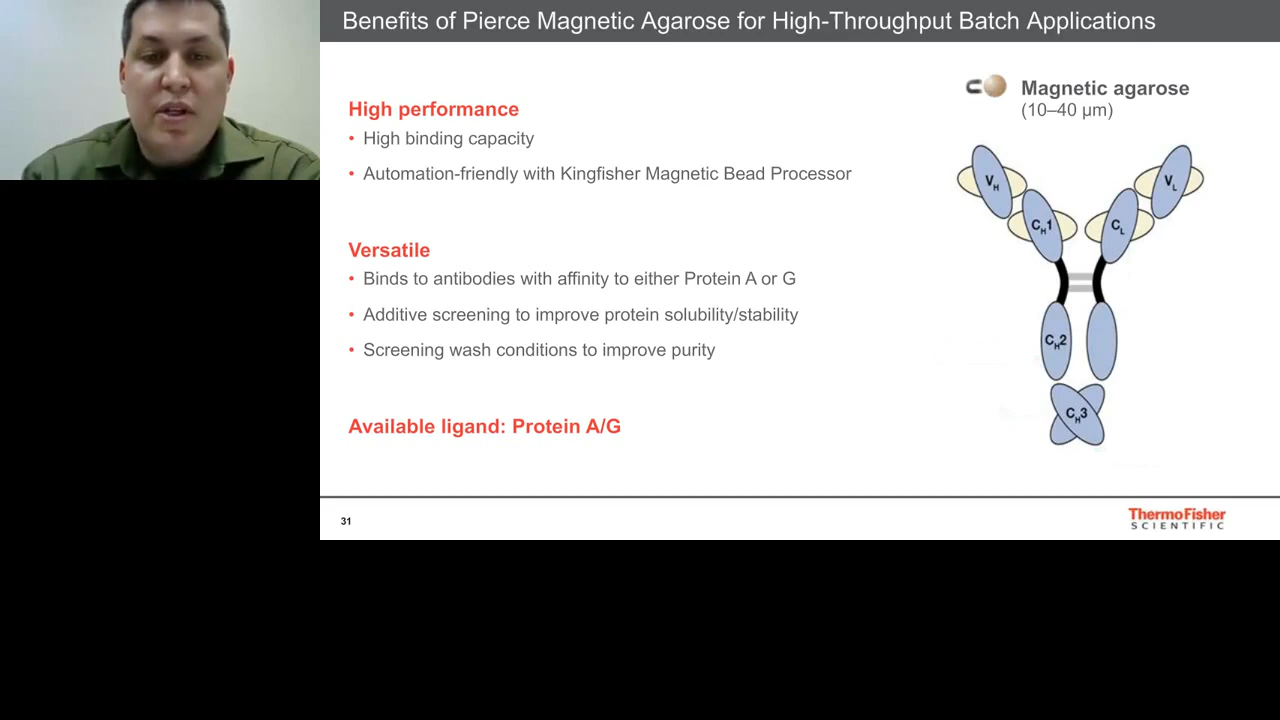 Benefits of Pierce Magnetic Agarose for High-Throughput Batch Applications
High performance
• High binding capacity
• Automation-friendly with Kingfisher Magnetic Bead Processor
Versatile
• Binds to antibodies with affinity to either Protein A or G
• Additive screening to improve protein solubility/stability
• Screening wash conditions to improve purity
Available ligand: Protein A/G
Magnetic agarose
(10–40 µm)
VH
VL
CH1
CL
CH2
CH3
31
ThermoFisher
SCIENTIFIC